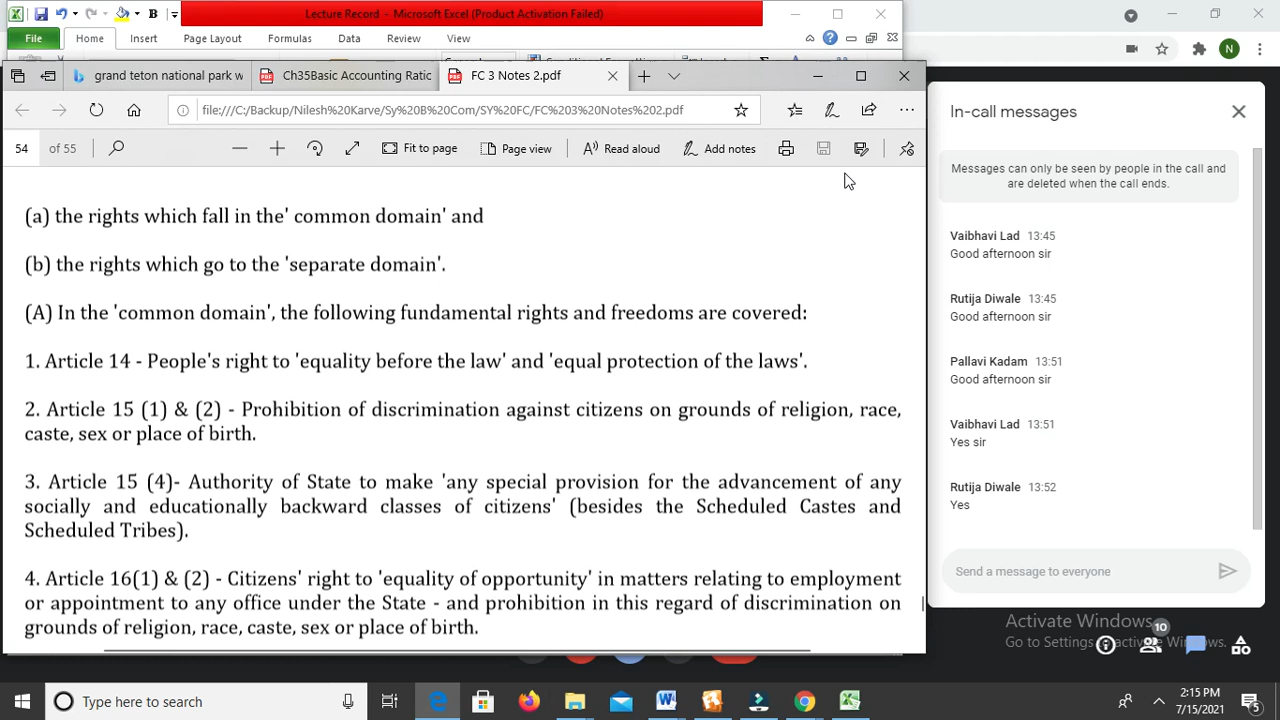 Lecture Record - Microsoft Excel (Product Activation Failed)
File Home Insert Page Layout Formulas Data Review View
grand teton national park w
Ch35Basic Accounting Ratic
FC 3 Notes 2.pdf
N
file:///C:/Backup/Nilesh%20Karve/Sy%20B%20Com/SY%20FC/FC%203%20Notes%202.pdf
54 of 55 Fit to page Page view Read aloud Add notes
(a) the rights which fall in the' common domain' and
(b) the rights which go to the 'separate domain'.
(A) In the 'common domain', the following fundamental rights and freedoms are covered:
1. Article 14 - People's right to 'equality before the law' and 'equal protection of the laws'.
2. Article 15 (1) & (2) - Prohibition of discrimination against citizens on grounds of religion, race,
caste, sex or place of birth.
3. Article 15 (4)- Authority of State to make 'any special provision for the advancement of any
socially and educationally backward classes of citizens' (besides the Scheduled Castes and
Scheduled Tribes).
4. Article 16(1) & (2) - Citizens' right to 'equality of opportunity' in matters relating to employment
or appointment to any office under the State - and prohibition in this regard of discrimination on
grounds of religion, race, caste, sex or place of birth.
In-call messages
Messages can only be seen by people in the call and
are deleted when the call ends.
Vaibhavi Lad 13:45
Good afternoon sir
Rutija Diwale 13:45
Good afternoon sir
Pallavi Kadam 13:51
Good afternoon sir
Vaibhavi Lad 13:51
Yes sir
Rutija Diwale 13:52
Yes
Send a message to everyone
Activate Windows
Go to Settings to activate Windows.
10
Type here to search
2:15 PM
7/15/2021
5